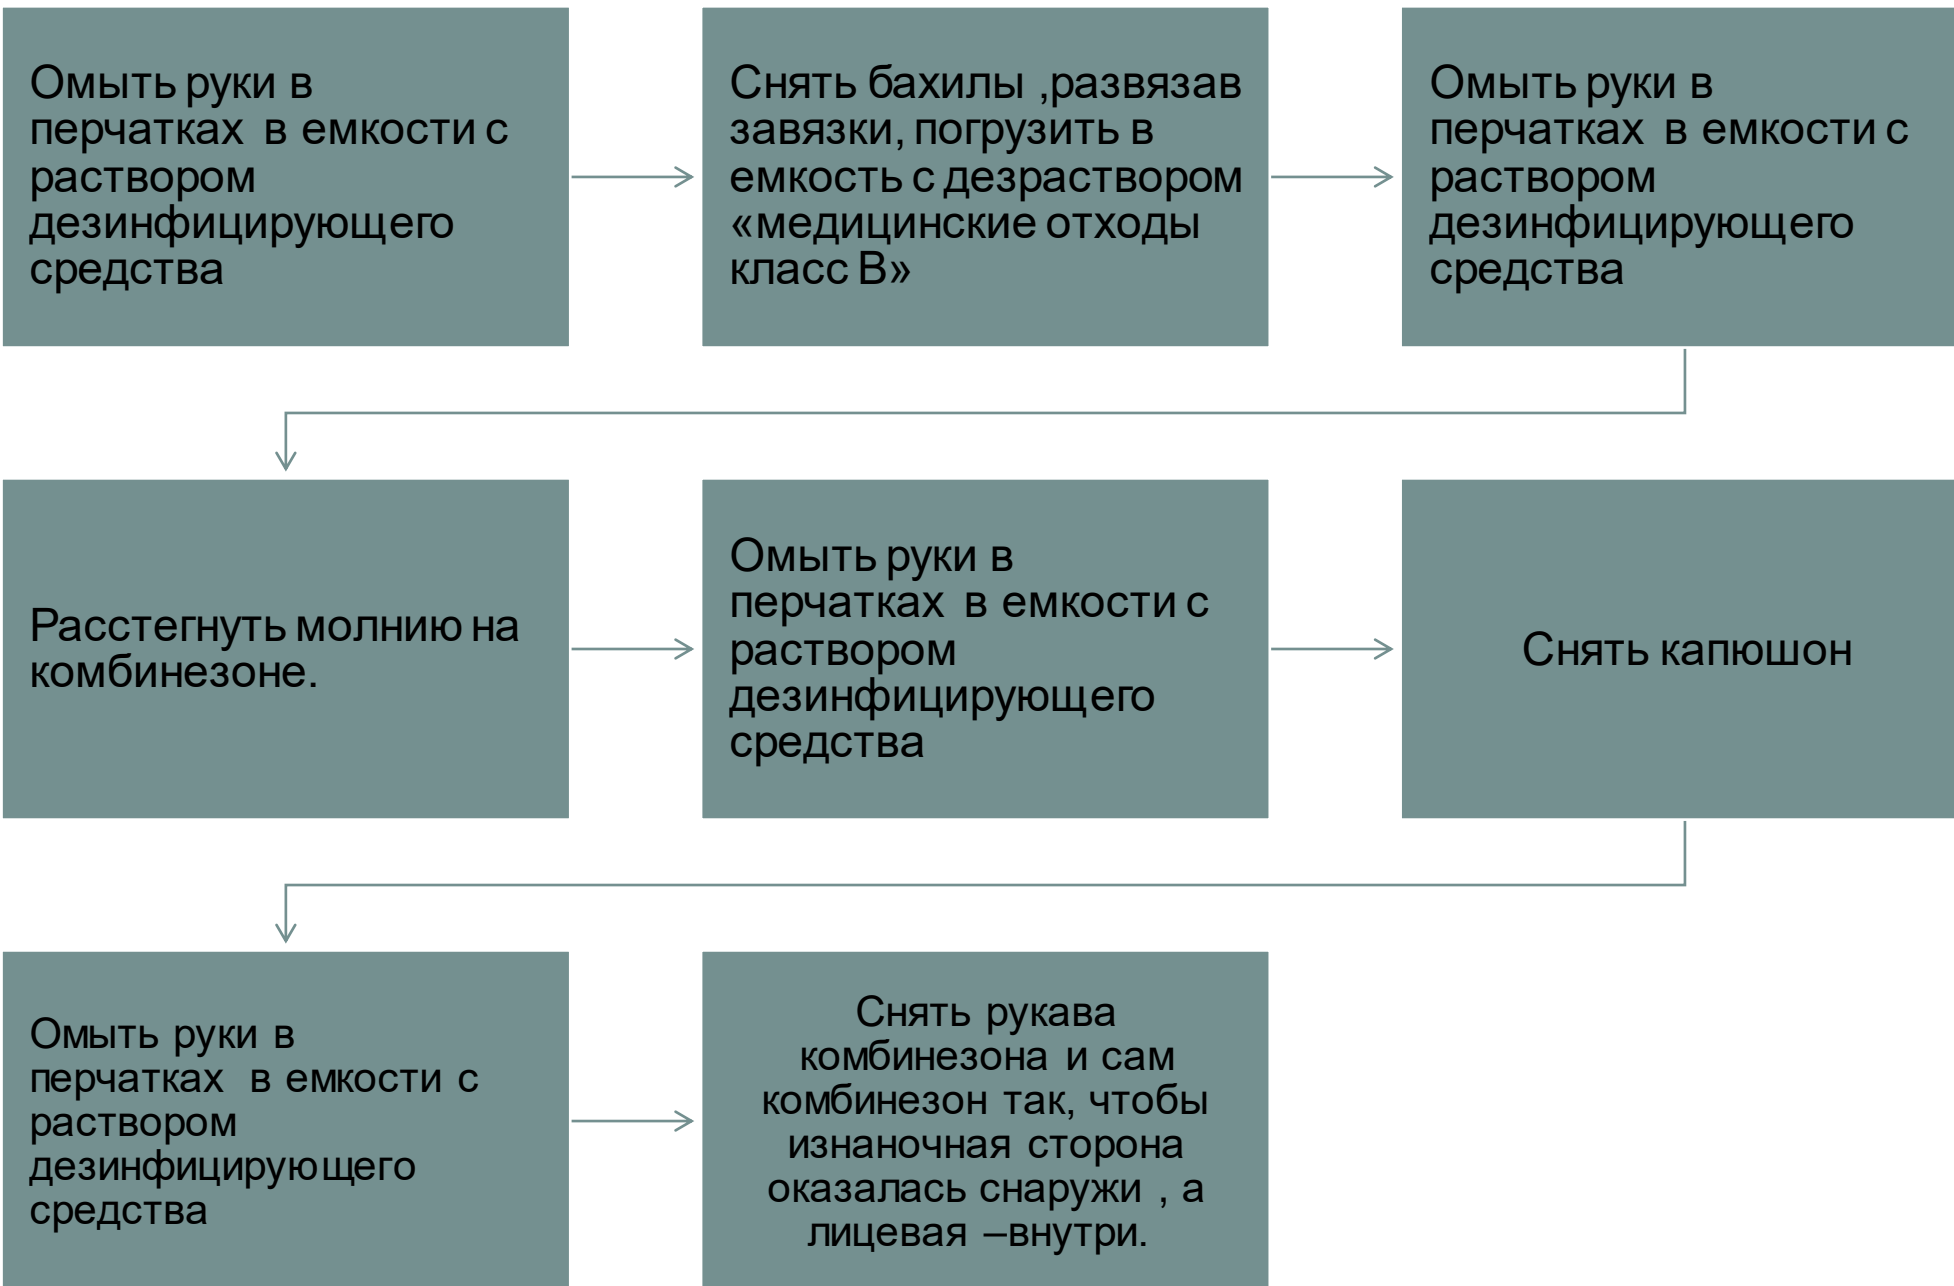 Омыть руки в
перчатках в емкости с
раствором
дезинфицирующего
средства
Снять бахилы ,развязав
завязки, погрузить в
емкость с дезраствором
«медицинские отходы
класс В»
Омыть руки в
перчатках в емкости с
раствором
дезинфицирующего
средства
Расстегнуть молнию на
комбинезоне.
Омыть руки в
перчатках в емкости с
раствором
дезинфицирующего
средства
Снять капюшон
Омыть руки в
перчатках в емкости с
раствором
дезинфицирующего
средства
Снять рукава
комбинезона и сам
комбинезон так, чтобы
изнаночная сторона
оказалась снаружи , а
лицевая –внутри.